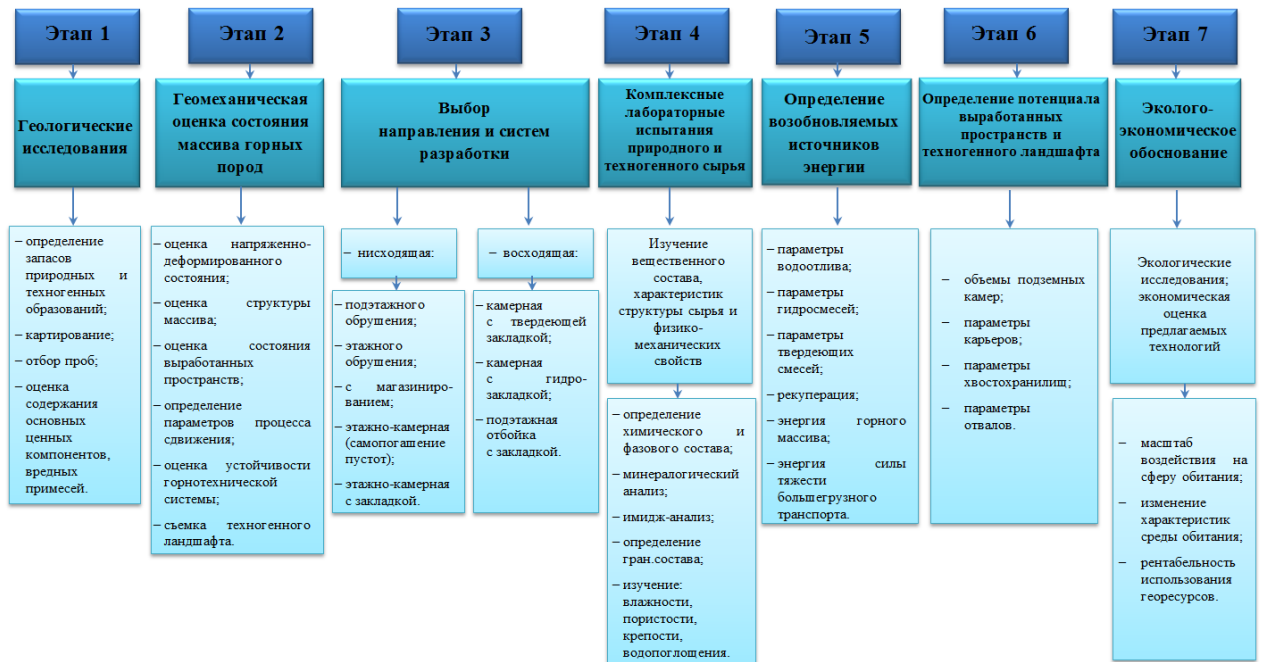 Этап 1
Геологические
исследования
– определение
запасов
природных и
техногенных
образований;
– картирование;
– отбор проб;
– оценка
содержания
основных
ценных
компонентов,
вредных
примесей.
Этап 2
Геомеханическая
оценка состояния
массива горных
пород
– оценка напряженно-
деформированного
состояния;
– оценка структуры
массива;
– оценка состояния
выработанных
пространств;
– определение
параметров процесса
сдвижения;
– оценка устойчивости
горнотехнической
системы;
– съемка техногенного
ландшафта.
Этап 3
Выбор
направления и систем
разработки
– нисходящая:
– подэтажного
обрушения;
– этажного
обрушения;
– с магазиниро-
ванием;
– этажно-камерная
(самопогашение
пустот);
– этажно-камерная
с закладкой.
– восходящая:
– камерная
с твердеющей
закладкой;
– камерная
с гидро-
закладкой;
– подэтажная
отбойка
с закладкой.
Этап 4
Комплексные
лабораторные
испытания
природного и
техногенного сырья
Изучение
вещественного
состава,
характеристик
структуры сырья и
физико-
механических
свойств
– определение
химического и
фазового состава;
– минералогический
анализ;
– имидж-анализ;
– определение
гран.состава;
– изучение:
влажности,
пористости,
крепости,
водопоглощения.
Этап 5
Определение
возобновляемых
источников
энергии
– параметры
водоотлива;
– параметры
гидросмесей;
– параметры
твердеющих
смесей;
– рекуперация;
– энергия горного
массива;
– энергия силы
тяжести
большегрузного
транспорта.
Этап 6
Определение потенциала
выработанных
пространств и
техногенного ландшафта
– объемы подземных
камер;
– параметры
карьеров;
– параметры
хвостохранилищ;
– параметры
отвалов.
Этап 7
Эколого-
экономическое
обоснование
Экологические
исследования;
экономическая
оценка
предлагаемых
технологий
– масштаб
воздействия на
сферу обитания;
– изменение
характеристик
среды обитания;
– рентабельность
использования
георесурсов.